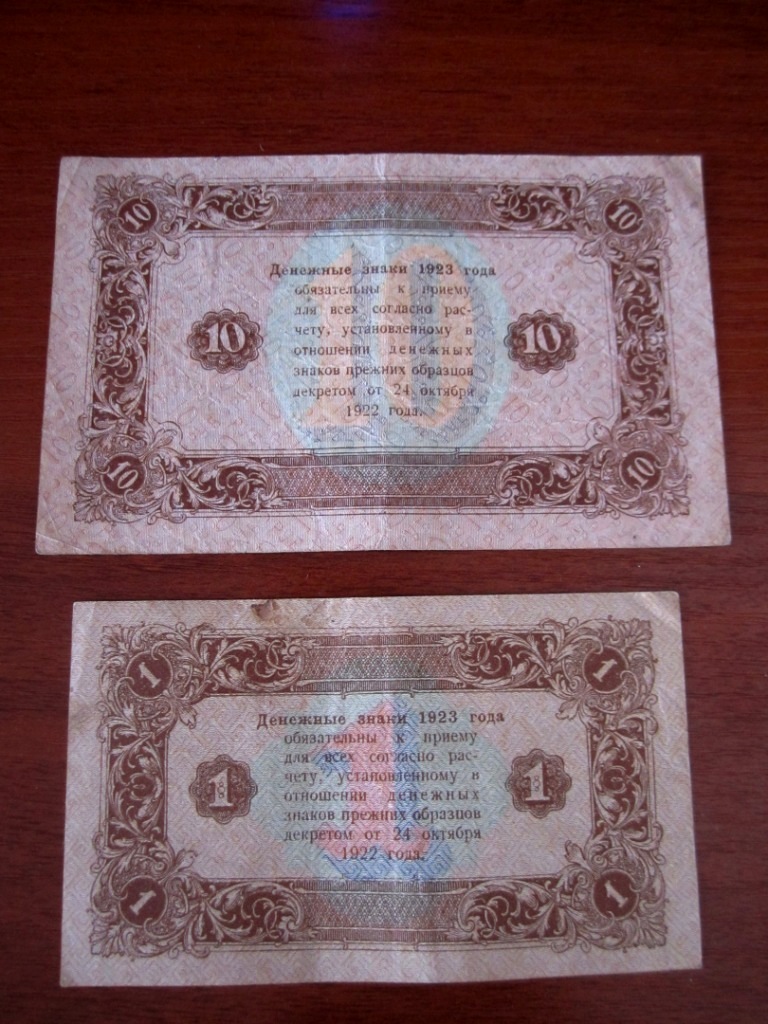 10 10
Денежные знаки 1923 года
обязательны к приему
для всех согласно рас-
чету, установленному в
10 10 10
отношении денежных
знаков прежних образцов
декретом от 24 октября
1922 года.
10 10
1 1
Денежные знаки 1923 года
обязательны к приему
для всех согласно рас-
чету, установленному в
1 1 1
отношении денежных
знаков прежних образцов
декретом от 24 октября
1922 года.
1 1